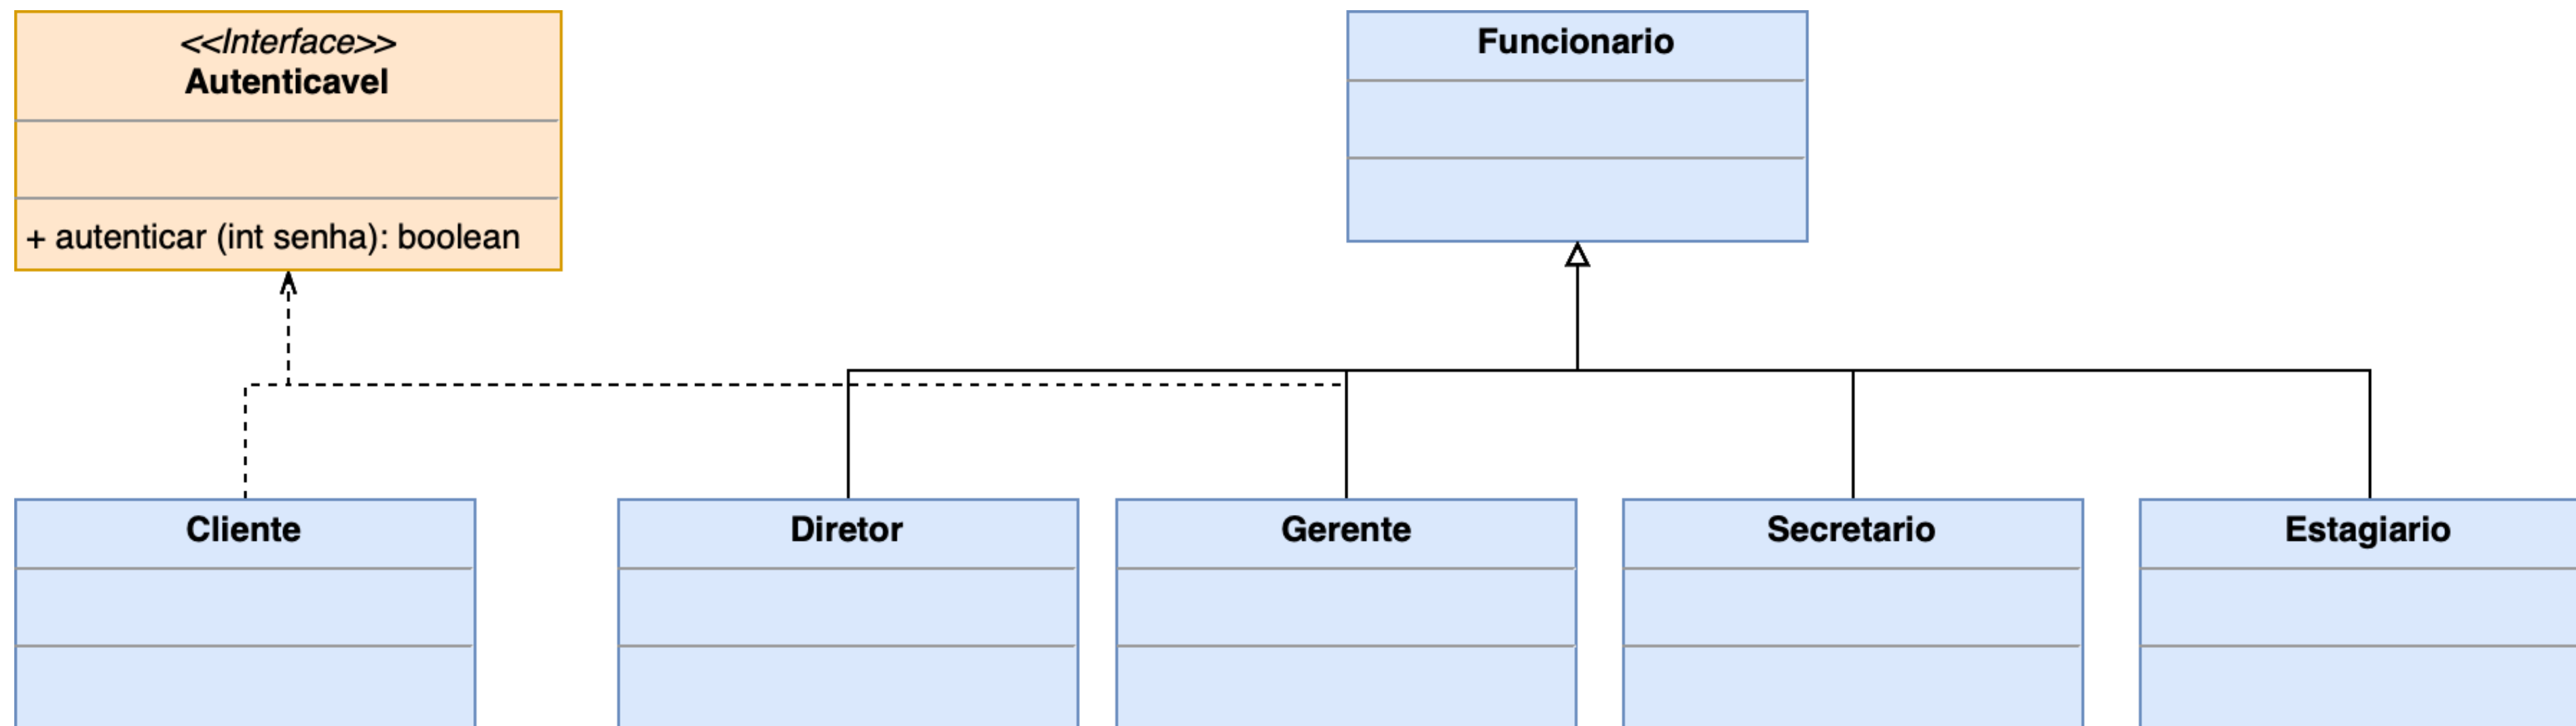 <<Interface>>
Autenticavel
+ autenticar (int senha): boolean
Funcionario
Cliente
Diretor
Gerente
Secretario
Estagiario